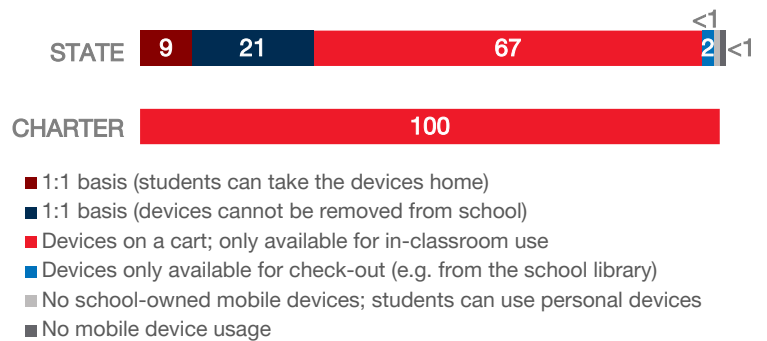 <1
STATE 9 21 67 2 <1
CHARTER 100
1:1 basis (students can take the devices home)
1:1 basis (devices cannot be removed from school)
Devices on a cart; only available for in-classroom use
Devices only available for check-out (e.g. from the school library)
No school-owned mobile devices; students can use personal devices
No mobile device usage